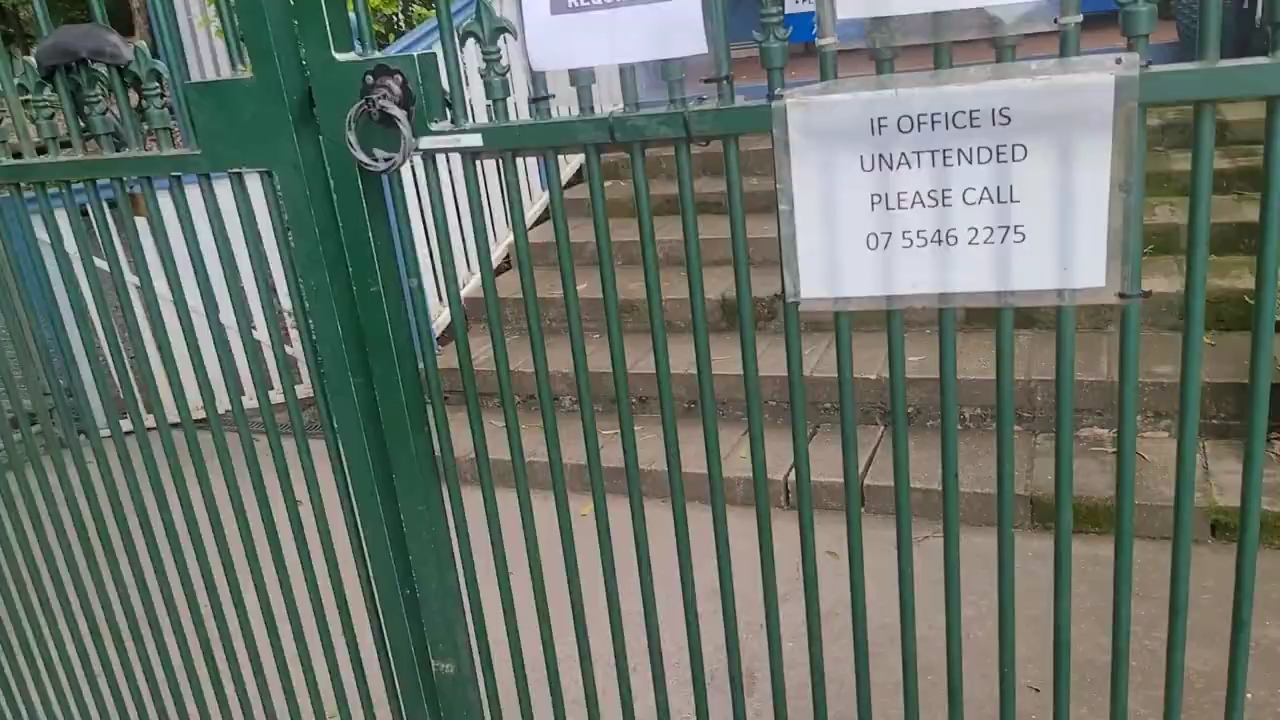 IF OFFICE IS
UNATTENDED
PLEASE CALL
07 5546 2275